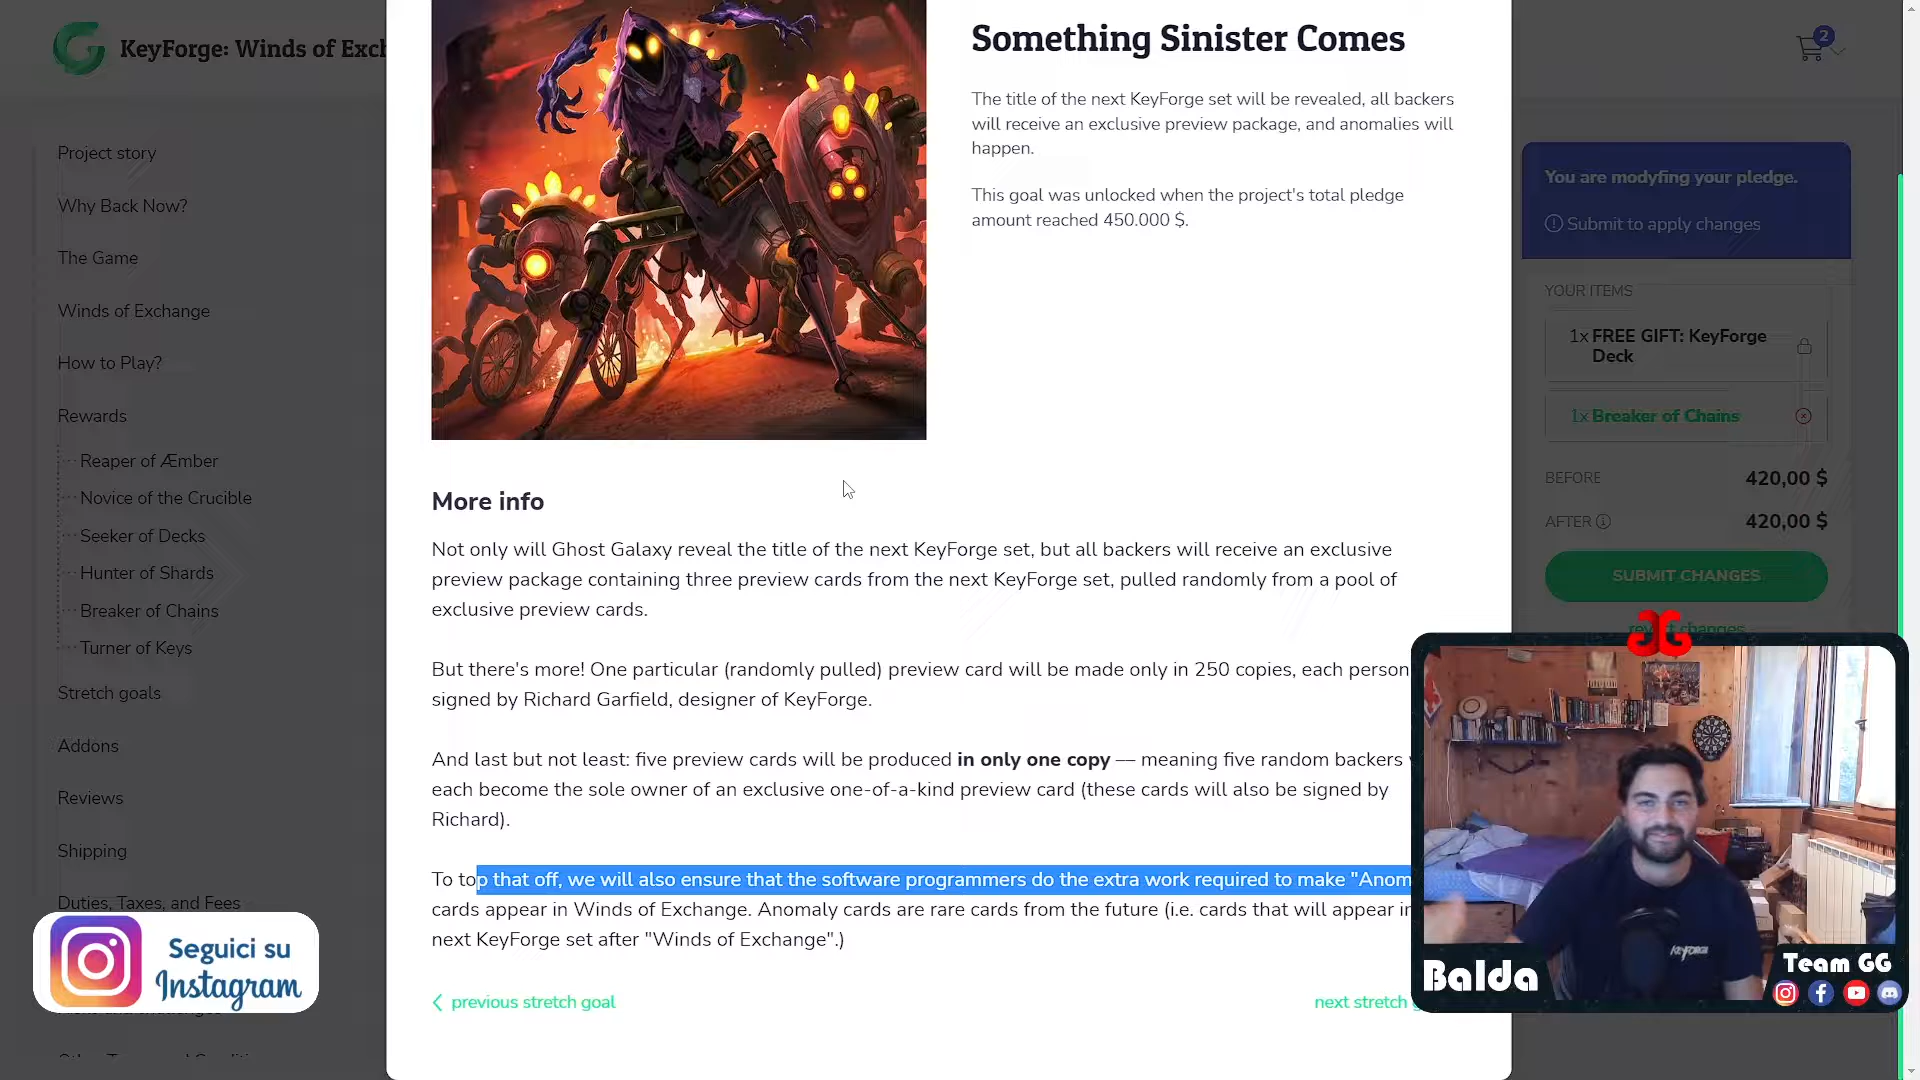 KeyForge: Winds of Exch
2
Project story
Why Back Now?
The Game
Winds of Exchange
How to Play?
Rewards
Reaper of Æmber
Novice of the Crucible
Seeker of Decks
Hunter of Shards
Breaker of Chains
Turner of Keys
Stretch goals
Addons
Reviews
Shipping
Duties, Taxes, and Fees
Seguici su
Instagram
Something Sinister Comes
The title of the next KeyForge set will be revealed, all backers
will receive an exclusive preview package, and anomalies will
happen.
This goal was unlocked when the project's total pledge
amount reached 450.000 $.
More info
Not only will Ghost Galaxy reveal the title of the next KeyForge set, but all backers will receive an exclusive
preview package containing three preview cards from the next KeyForge set, pulled randomly from a pool of
exclusive preview cards.
But there's more! One particular (randomly pulled) preview card will be made only in 250 copies, each person
signed by Richard Garfield, designer of KeyForge.
And last but not least: five preview cards will be produced in only one copy — meaning five random backers
each become the sole owner of an exclusive one-of-a-kind preview card (these cards will also be signed by
Richard).
To top that off, we will also ensure that the software programmers do the extra work required to make "Anom
cards appear in Winds of Exchange. Anomaly cards are rare cards from the future (i.e. cards that will appear in
next KeyForge set after "Winds of Exchange".)
previous stretch goal
next stretch
You are modyfing your pledge.
Submit to apply changes
YOUR ITEMS
1x FREE GIFT: KeyForge
Deck
1x Breaker of Chains
BEFORE 420,00 $
AFTER 420,00 $
SUBMIT CHANGES
revert changes
KEYFORGE
Balda
Team GG